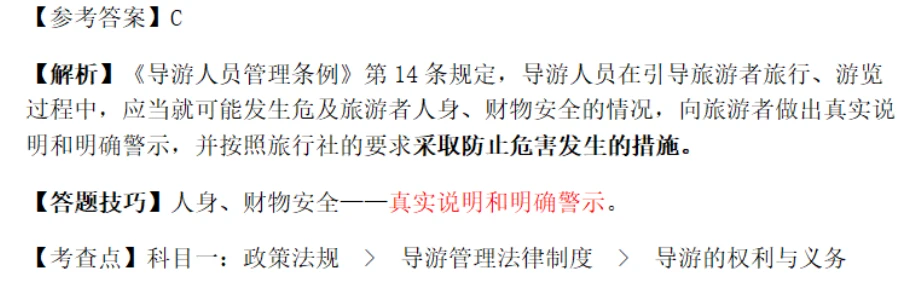 【参考答案】C
【解析】《导游人员管理条例》第 14 条规定，导游人员在引导旅游者旅行、游览
过程中，应当就可能发生危及旅游者人身、财物安全的情况，向旅游者做出真实说
明和明确警示，并按照旅行社的要求采取防止危害发生的措施。
【答题技巧】人身、财物安全——真实说明和明确警示。
【考查点】科目一：政策法规 > 导游管理法律制度 > 导游的权利与义务